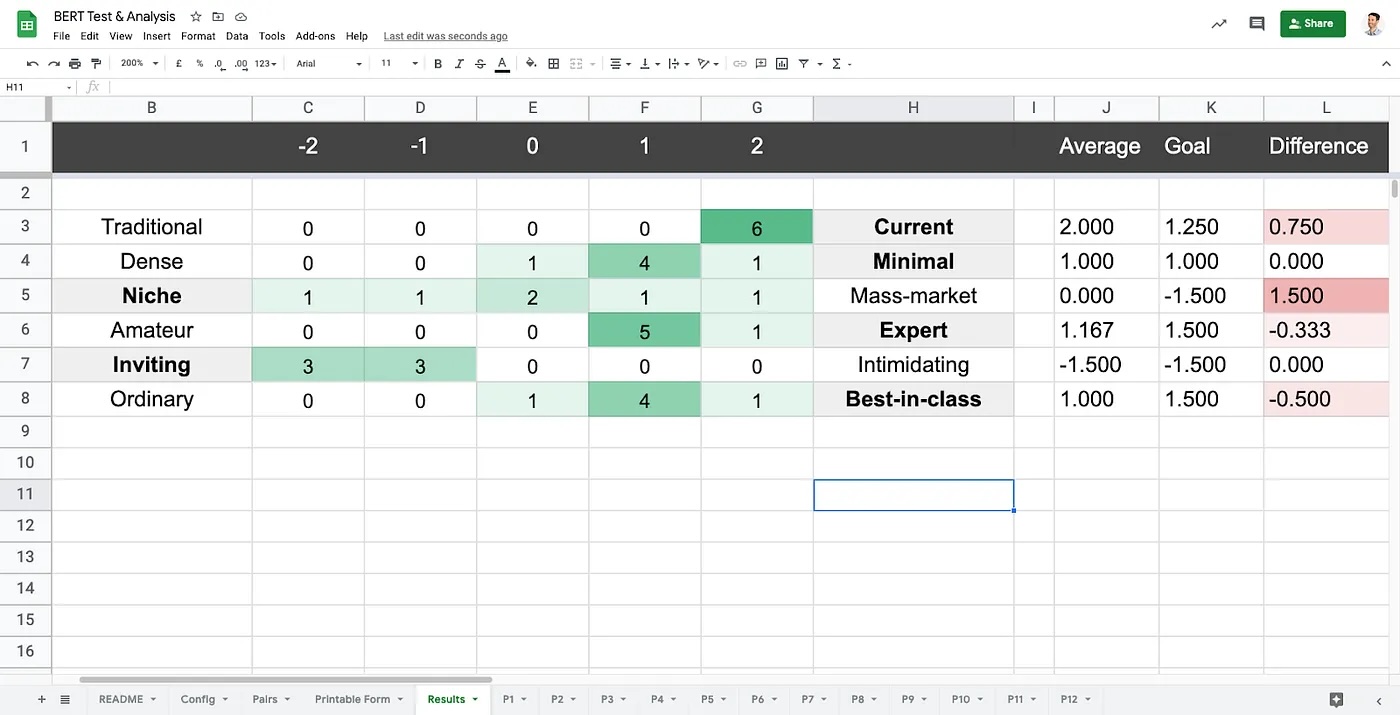 BERT Test & Analysis
File Edit View Insert Format Data Tools Add-ons Help Last edit was seconds ago
Share
200% £ % .0 .00 123 Arial 11 B I S A Σ
H11 fx
B C D E F G H I J K L
1 -2 -1 0 1 2 Average Goal Difference
2
3 Traditional 0 0 0 0 6 Current 2.000 1.250 0.750
4 Dense 0 0 1 4 1 Minimal 1.000 1.000 0.000
5 Niche 1 1 2 1 1 Mass-market 0.000 -1.500 1.500
6 Amateur 0 0 0 5 1 Expert 1.167 1.500 -0.333
7 Inviting 3 3 0 0 0 Intimidating -1.500 -1.500 0.000
8 Ordinary 0 0 1 4 1 Best-in-class 1.000 1.500 -0.500
9
10
11
12
13
14
15
16
+ README Config Pairs Printable Form Results P1 P2 P3 P4 P5 P6 P7 P8 P9 P10 P11 P12